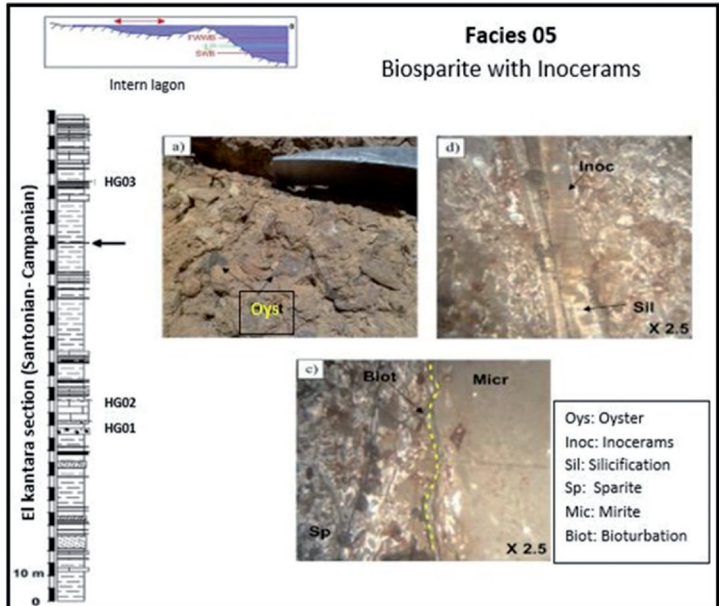 Facies 05
Biosparite with Inocerams
FWWB
SWB
Intern lagon
El kantara section (Santonian- Campanian)
HG03
HG02
HG01
10 m
0
a)
Oyst
d)
Inoc
Sil
X 2.5
c)
Biot
Micr
Sp
X 2.5
Oys: Oyster
Inoc: Inocerams
Sil: Silicification
Sp: Sparite
Mic: Mirite
Biot: Bioturbation